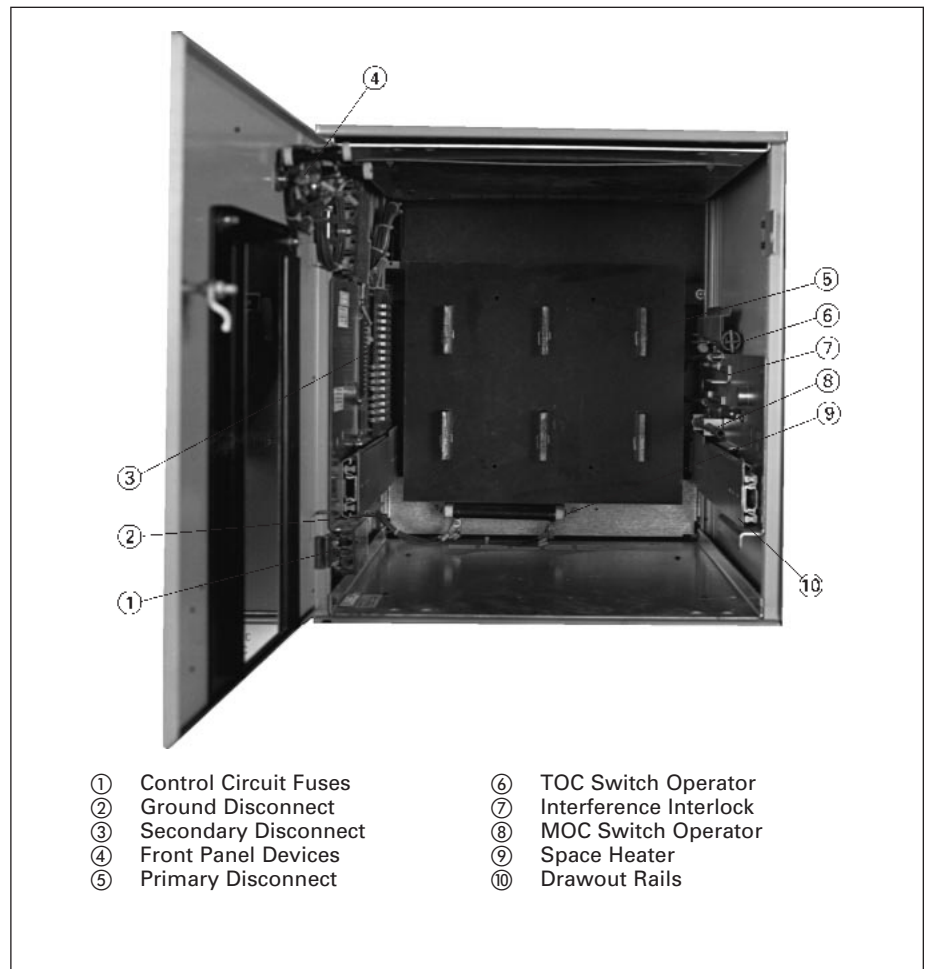 ④
⑤
⑥
⑦
⑧
⑨
③
②
①
⑩
① Control Circuit Fuses
② Ground Disconnect
③ Secondary Disconnect
④ Front Panel Devices
⑤ Primary Disconnect
⑥ TOC Switch Operator
⑦ Interference Interlock
⑧ MOC Switch Operator
⑨ Space Heater
⑩ Drawout Rails